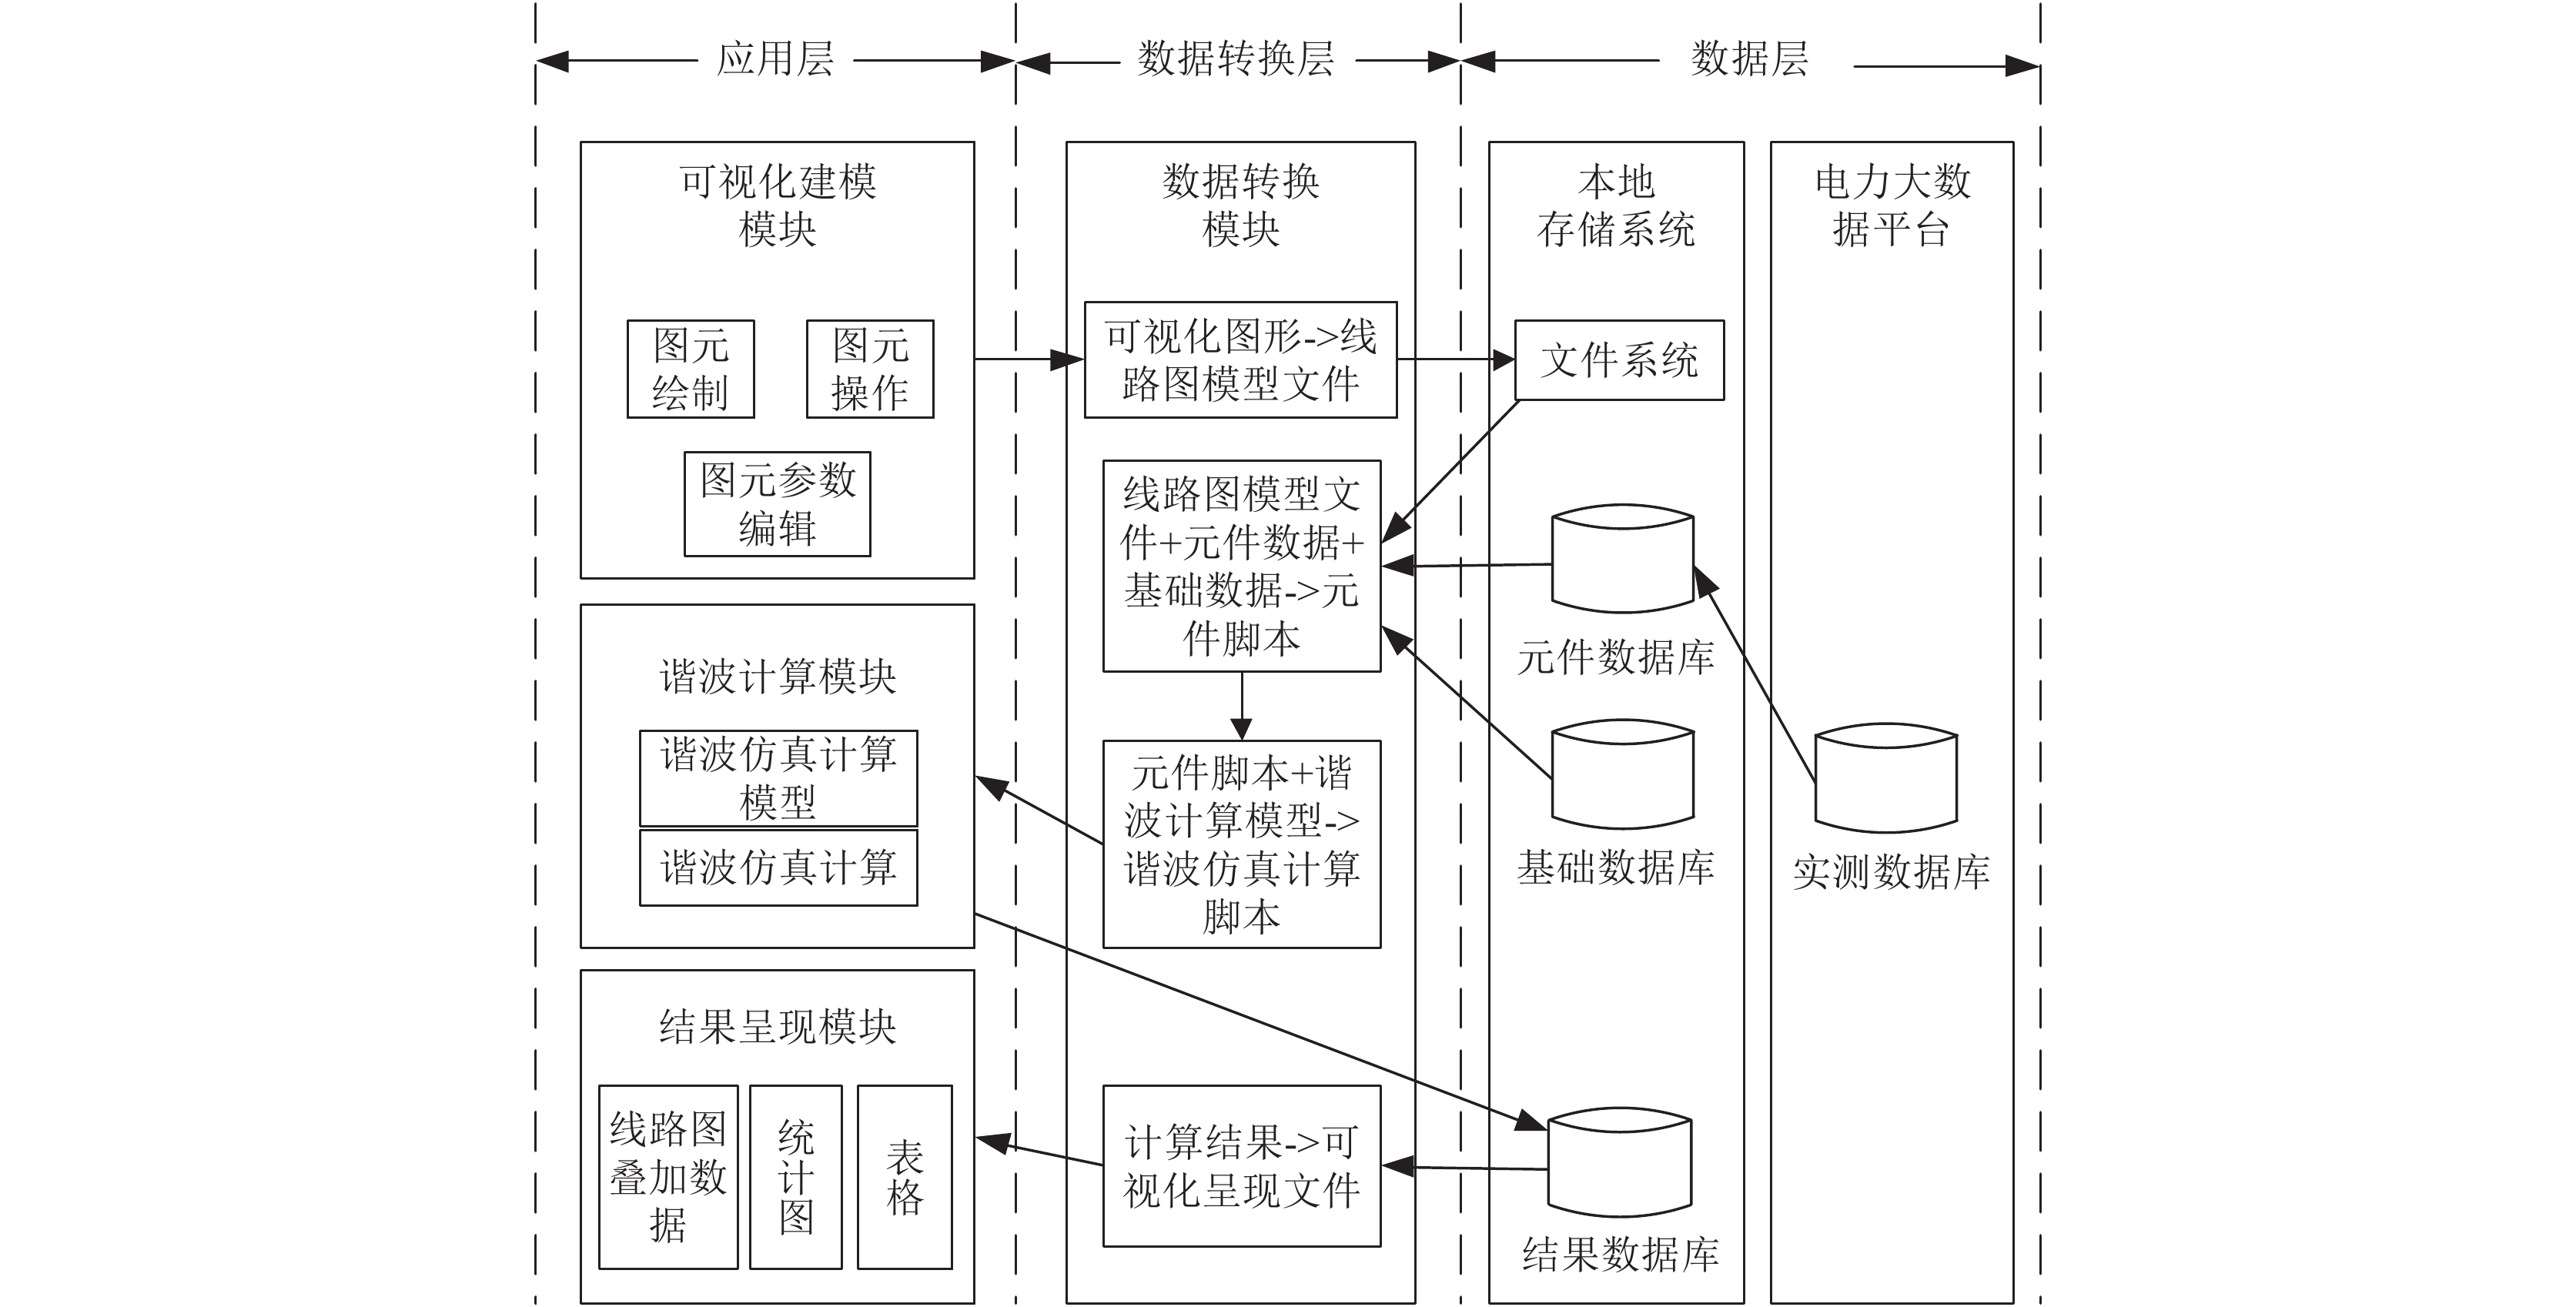 应用层
数据转换层
数据层
可视化建模
模块
图元
绘制
图元
操作
图元参数
编辑
谐波计算模块
谐波仿真计算
模型
谐波仿真计算
结果呈现模块
线路图
叠加数
据
统
计
图
表
格
数据转换
模块
可视化图形->线
路图模型文件
线路图模型文
件+元件数据+
基础数据->元
件脚本
元件脚本+谐
波计算模型->
谐波仿真计算
脚本
计算结果->可
视化呈现文件
本地
存储系统
文件系统
元件数据库
基础数据库
结果数据库
电力大数
据平台
实测数据库